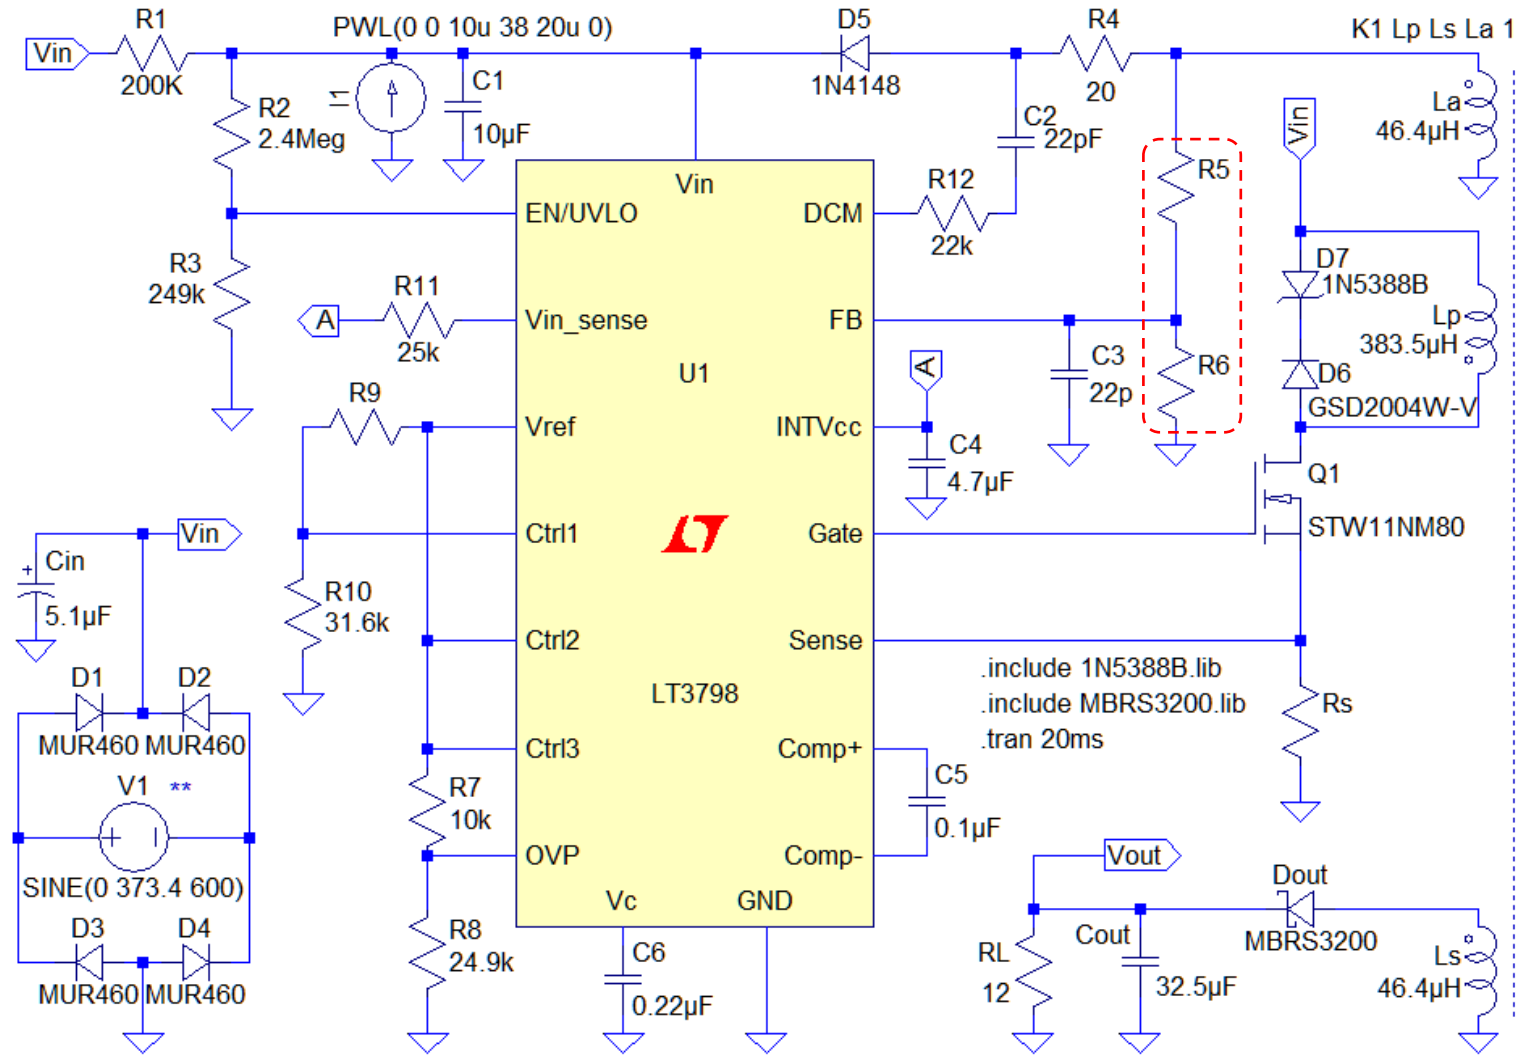 R1
PWL(0 0 10u 38 20u 0)
D5
R4
K1 Lp Ls La 1
Vin
200K
1N4148
20
R2
2.4Meg
I1
C1
10µF
C2
22pF
La
46.4µH
Vin
Vin
EN/UVLO
DCM
R12
22k
R5
R3
249k
R11
A
25k
Vin_sense
FB
C3
22p
R6
D7
1N5388B
Lp
383.5µH
D6
GSD2004W-V
U1
A
R9
Vref
INTVcc
C4
4.7µF
Q1
STW11NM80
Ctrl1
Gate
Vin
Cin
+
5.1µF
R10
31.6k
Ctrl2
Sense
LT3798
.include 1N5388B.lib
.include MBRS3200.lib
.tran 20ms
Rs
D1
D2
MUR460
MUR460
Ctrl3
Comp+
V1
**
R7
10k
C5
0.1µF
OVP
Comp-
SINE(0 373.4 600)
Vc
GND
Vout
Dout
MBRS3200
D3
D4
MUR460
MUR460
R8
24.9k
C6
0.22µF
RL
12
Cout
32.5µF
Ls
46.4µH